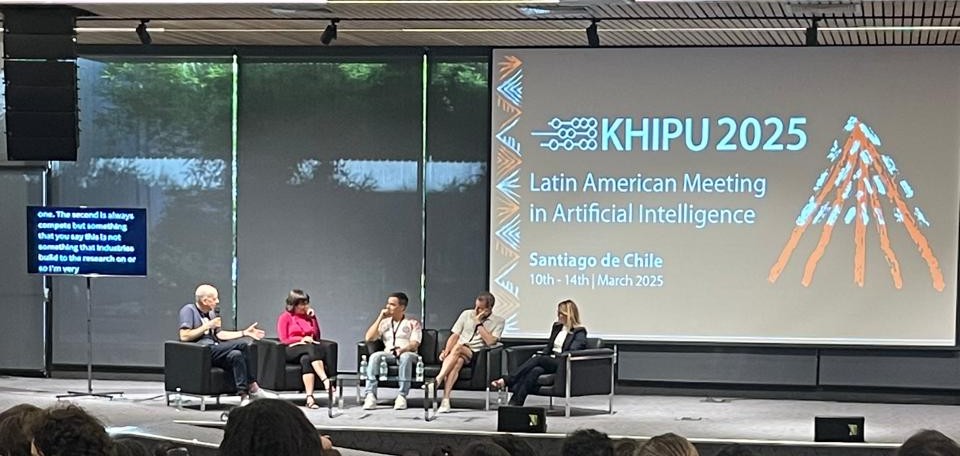 one. The second is always
compete but something
that you say this is not
something that industries
build to the research on or
so I'm very
KHIPU 2025
Latin American Meeting
in Artificial Intelligence
Santiago de Chile
10th - 14th | March 2025